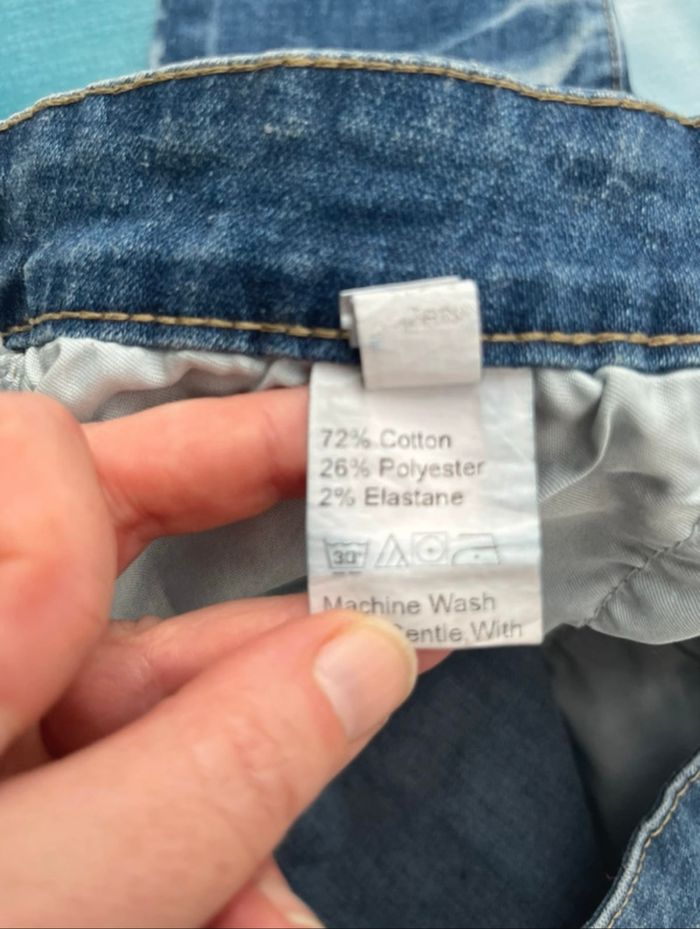 72% Cotton
26% Polyester
2% Elastane
30
Machine Wash
Gentle With